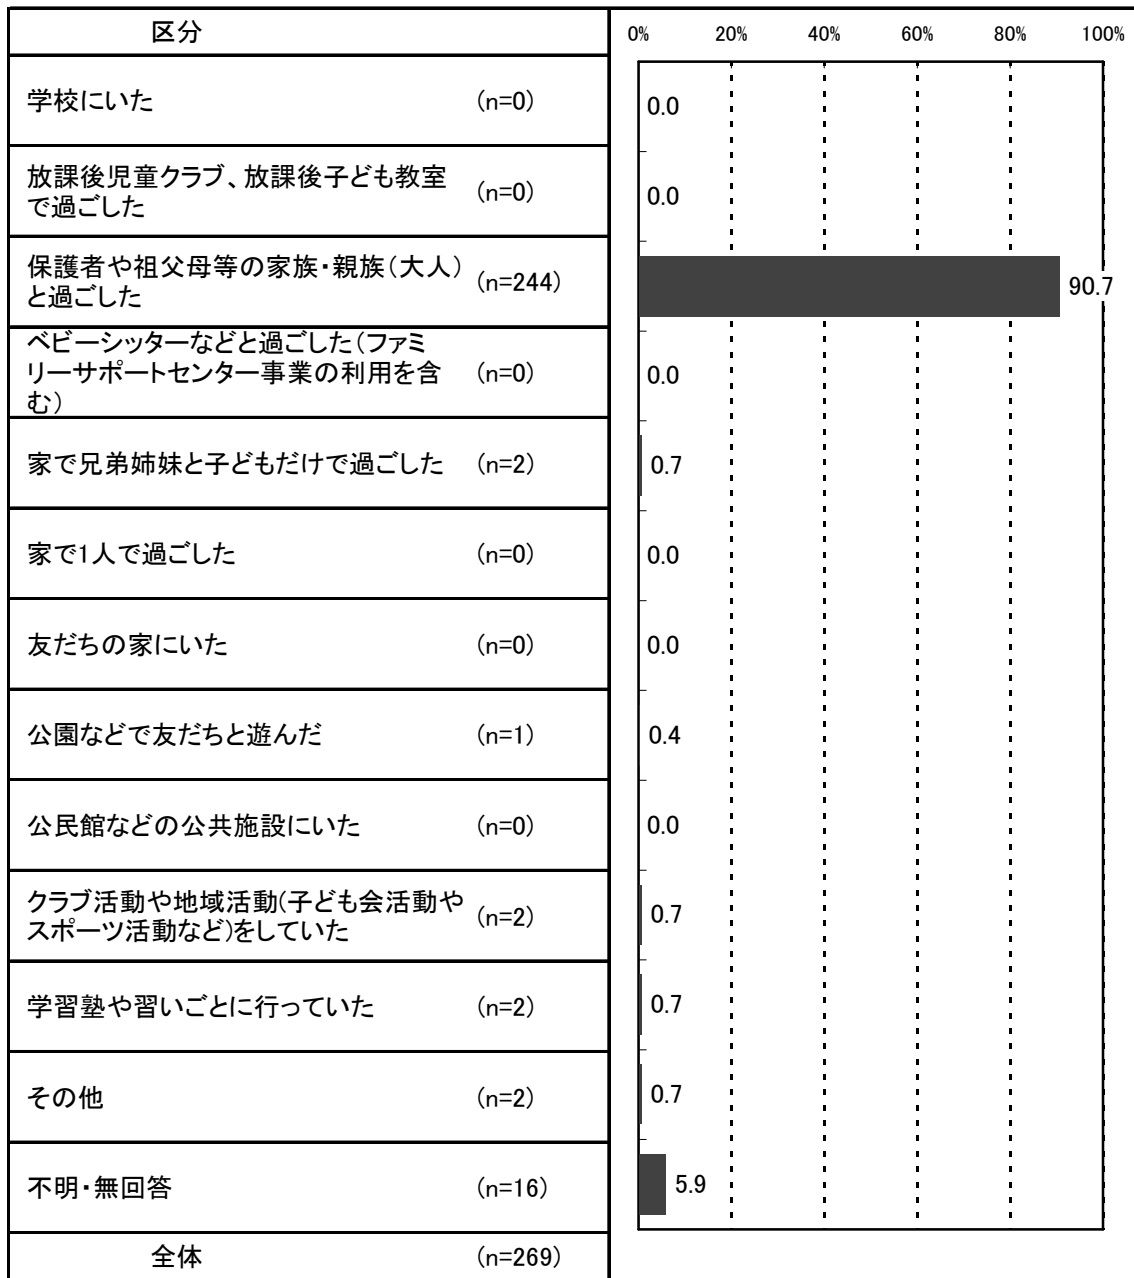 区分
0% 20% 40% 60% 80% 100%
学校にいた (n=0) 0.0
放課後児童クラブ、放課後子ども教室
で過ごした (n=0) 0.0
保護者や祖父母等の家族・親族(大人)
と過ごした (n=244) 90.7
ベビーシッターなどと過ごした(ファミ
リーサポートセンター事業の利用を含 (n=0) 0.0
む)
家で兄弟姉妹と子どもだけで過ごした (n=2) 0.7
家で1人で過ごした (n=0) 0.0
友だちの家にいた (n=0) 0.0
公園などで友だちと遊んだ (n=1) 0.4
公民館などの公共施設にいた (n=0) 0.0
クラブ活動や地域活動(子ども会活動や
スポーツ活動など)をしていた (n=2) 0.7
学習塾や習いごとに行っていた (n=2) 0.7
その他 (n=2) 0.7
不明・無回答 (n=16) 5.9
全体 (n=269)